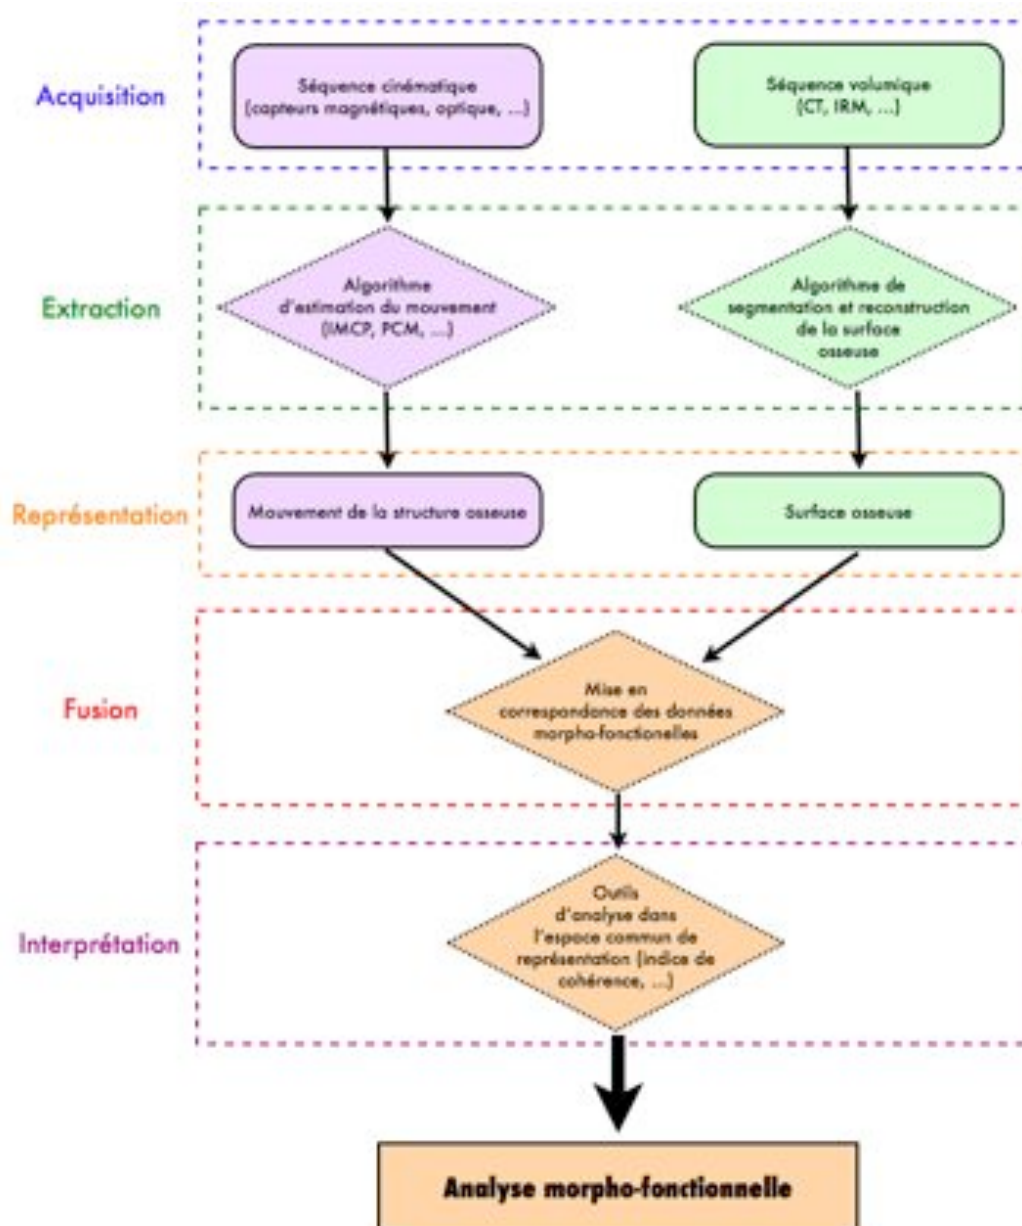 Acquisition
Séquence cinématique
(capteurs magnétiques, optique, ...)
Séquence volumique
(CT, IRM, ...)
Extraction
Algorithme
d'estimation du mouvement
(IMCP, PCM, ...)
Algorithme de
segmentation et reconstruction
de la surface
osseuse
Représentation
Mouvement de la structure osseuse
Surface osseuse
Fusion
Mise en
correspondance des données
morpho-fonctionelles
Interprétation
Outils
d'analyse dans
l'espace commun de
représentation (indice de
cohérence, ...)
Analyse morpho-fonctionnelle